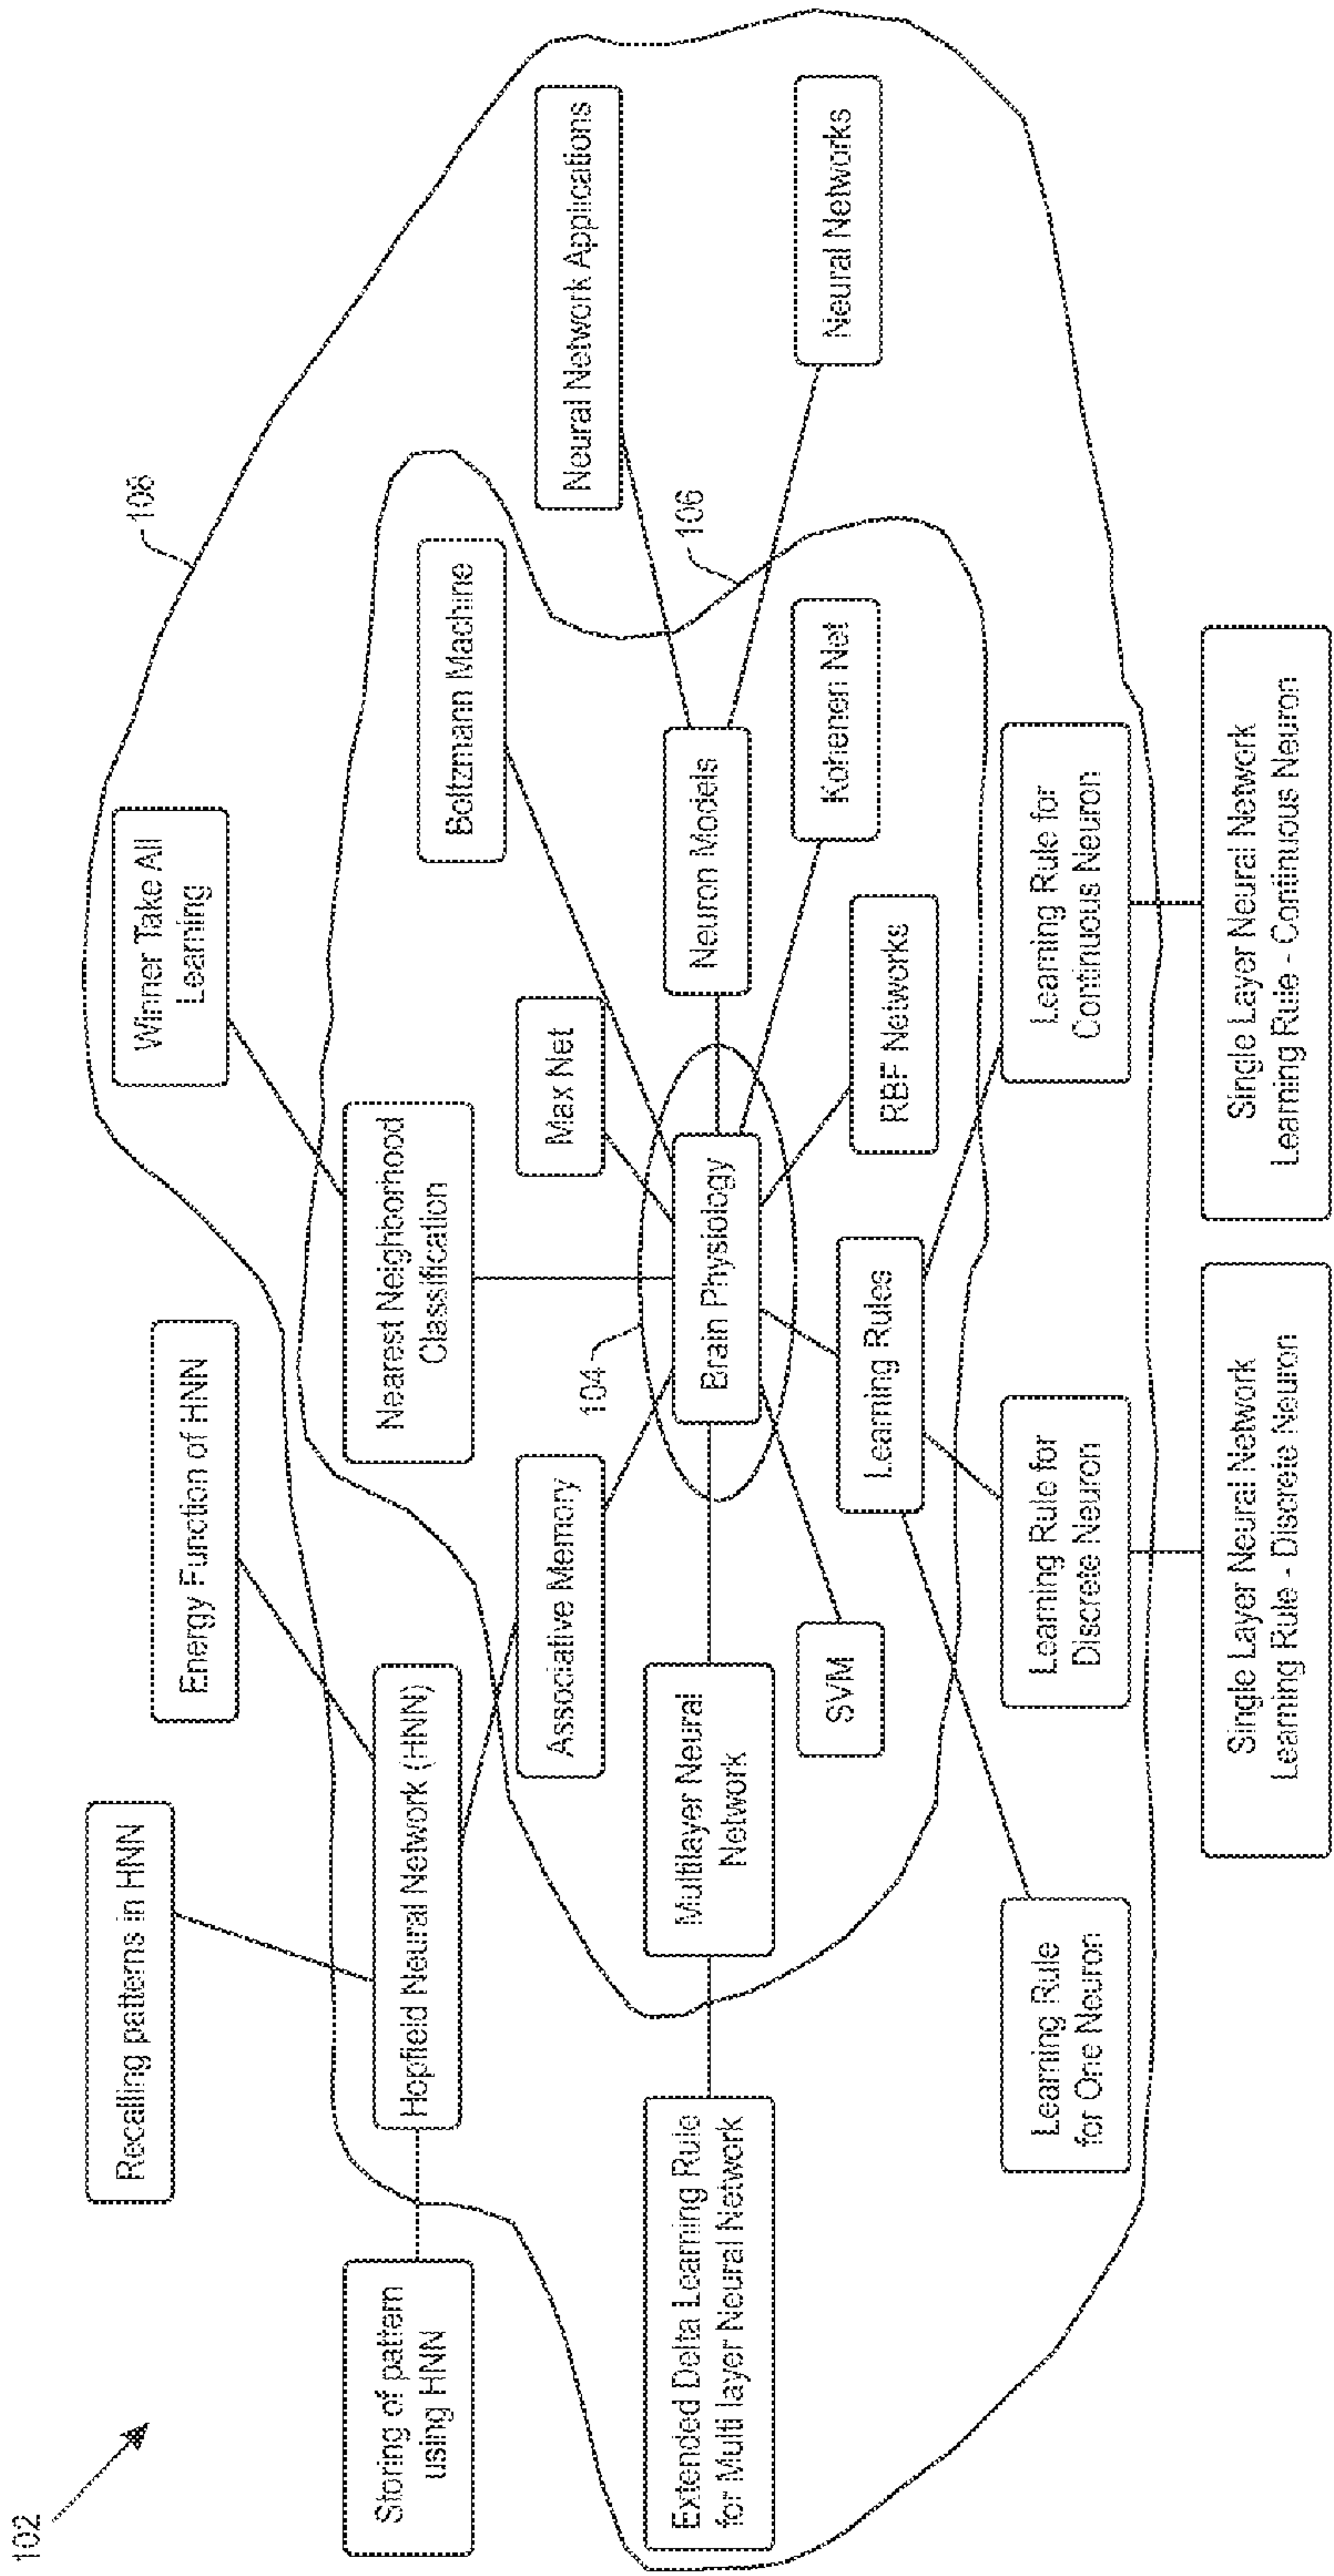 102
Recalling patterns in HNN
Winner Take All
Learning
108
Energy Function of HNN
Storing of pattern
using HNN
Hopfield Neural Network (HNN)
Nearest Neighborhood
Classification
Boltzmann Machine
Associative Memory
Max Net
Neural Network Applications
104
106
Extended Delta Learning Rule
for Multi layer Neural Network
Multilayer Neural
Network
Brain Physiology
Neuron Models
SVM
Kohenen Net
Neural Networks
Learning Rules
RBF Networks
Learning Rule
for One Neuron
Learning Rule for
Discrete Neuron
Learning Rule for
Continuous Neuron
Single Layer Neural Network
Learning Rule - Discrete Neuron
Single Layer Neural Network
Learning Rule - Continuous Neuron